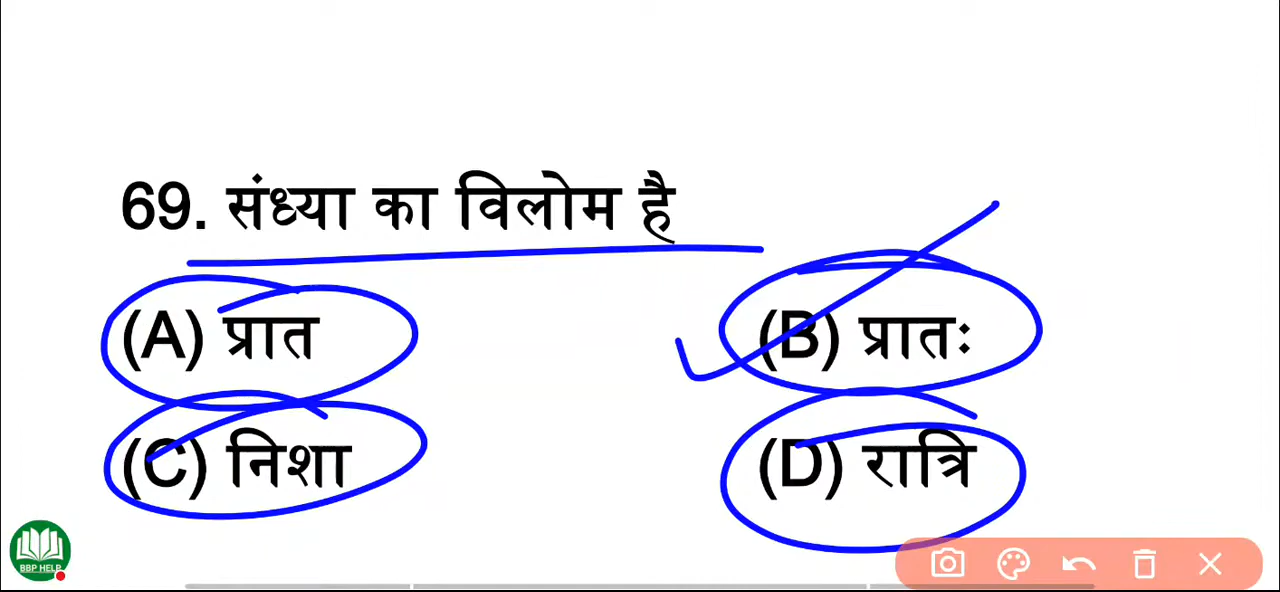 69. संध्या का विलोम है
(A) प्रात (B) प्रातः
(C) निशा (D) रात्रि
BBP HELP